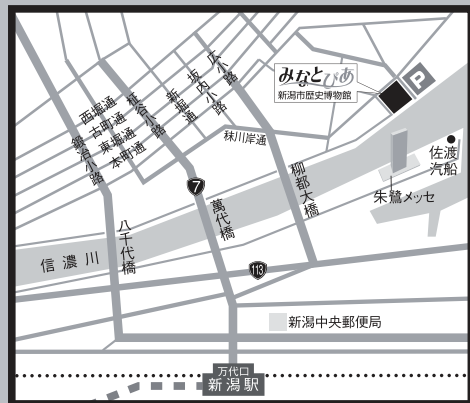 みなとぴあ
新潟市歴史博物館
P
広小路
坂内小路
新堀通
柾谷小路
西堀通
古町通
東堀通
本町通
鍛冶小路
秣川岸通
7
萬代橋
柳都大橋
佐渡汽船
朱鷺メッセ
八千代橋
信濃川
113
新潟中央郵便局
万代口
新潟駅